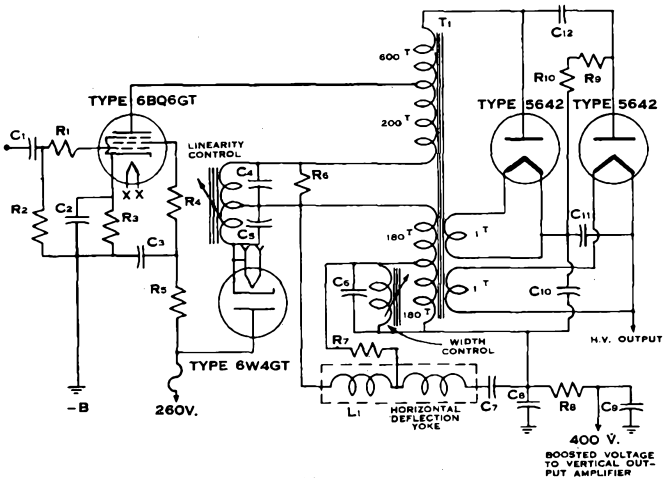 T1
C12
600 T
R10
R9
TYPE 6BQ6GT
TYPE 5642
TYPE 5642
C1
R1
200 T
LINEARITY
CONTROL
X X
C4
R6
R4
R2
C2
R3
C3
C5
180 T
1 T
C11
R5
C6
1 T
C10
180 T
H.V. OUTPUT
R7
WIDTH
CONTROL
TYPE 6W4GT
-B
260V.
L1
HORIZONTAL
DEFLECTION
YOKE
C7
C8
R8
C9
400 V.
BOOSTED VOLTAGE
TO VERTICAL OUT-
PUT AMPLIFIER